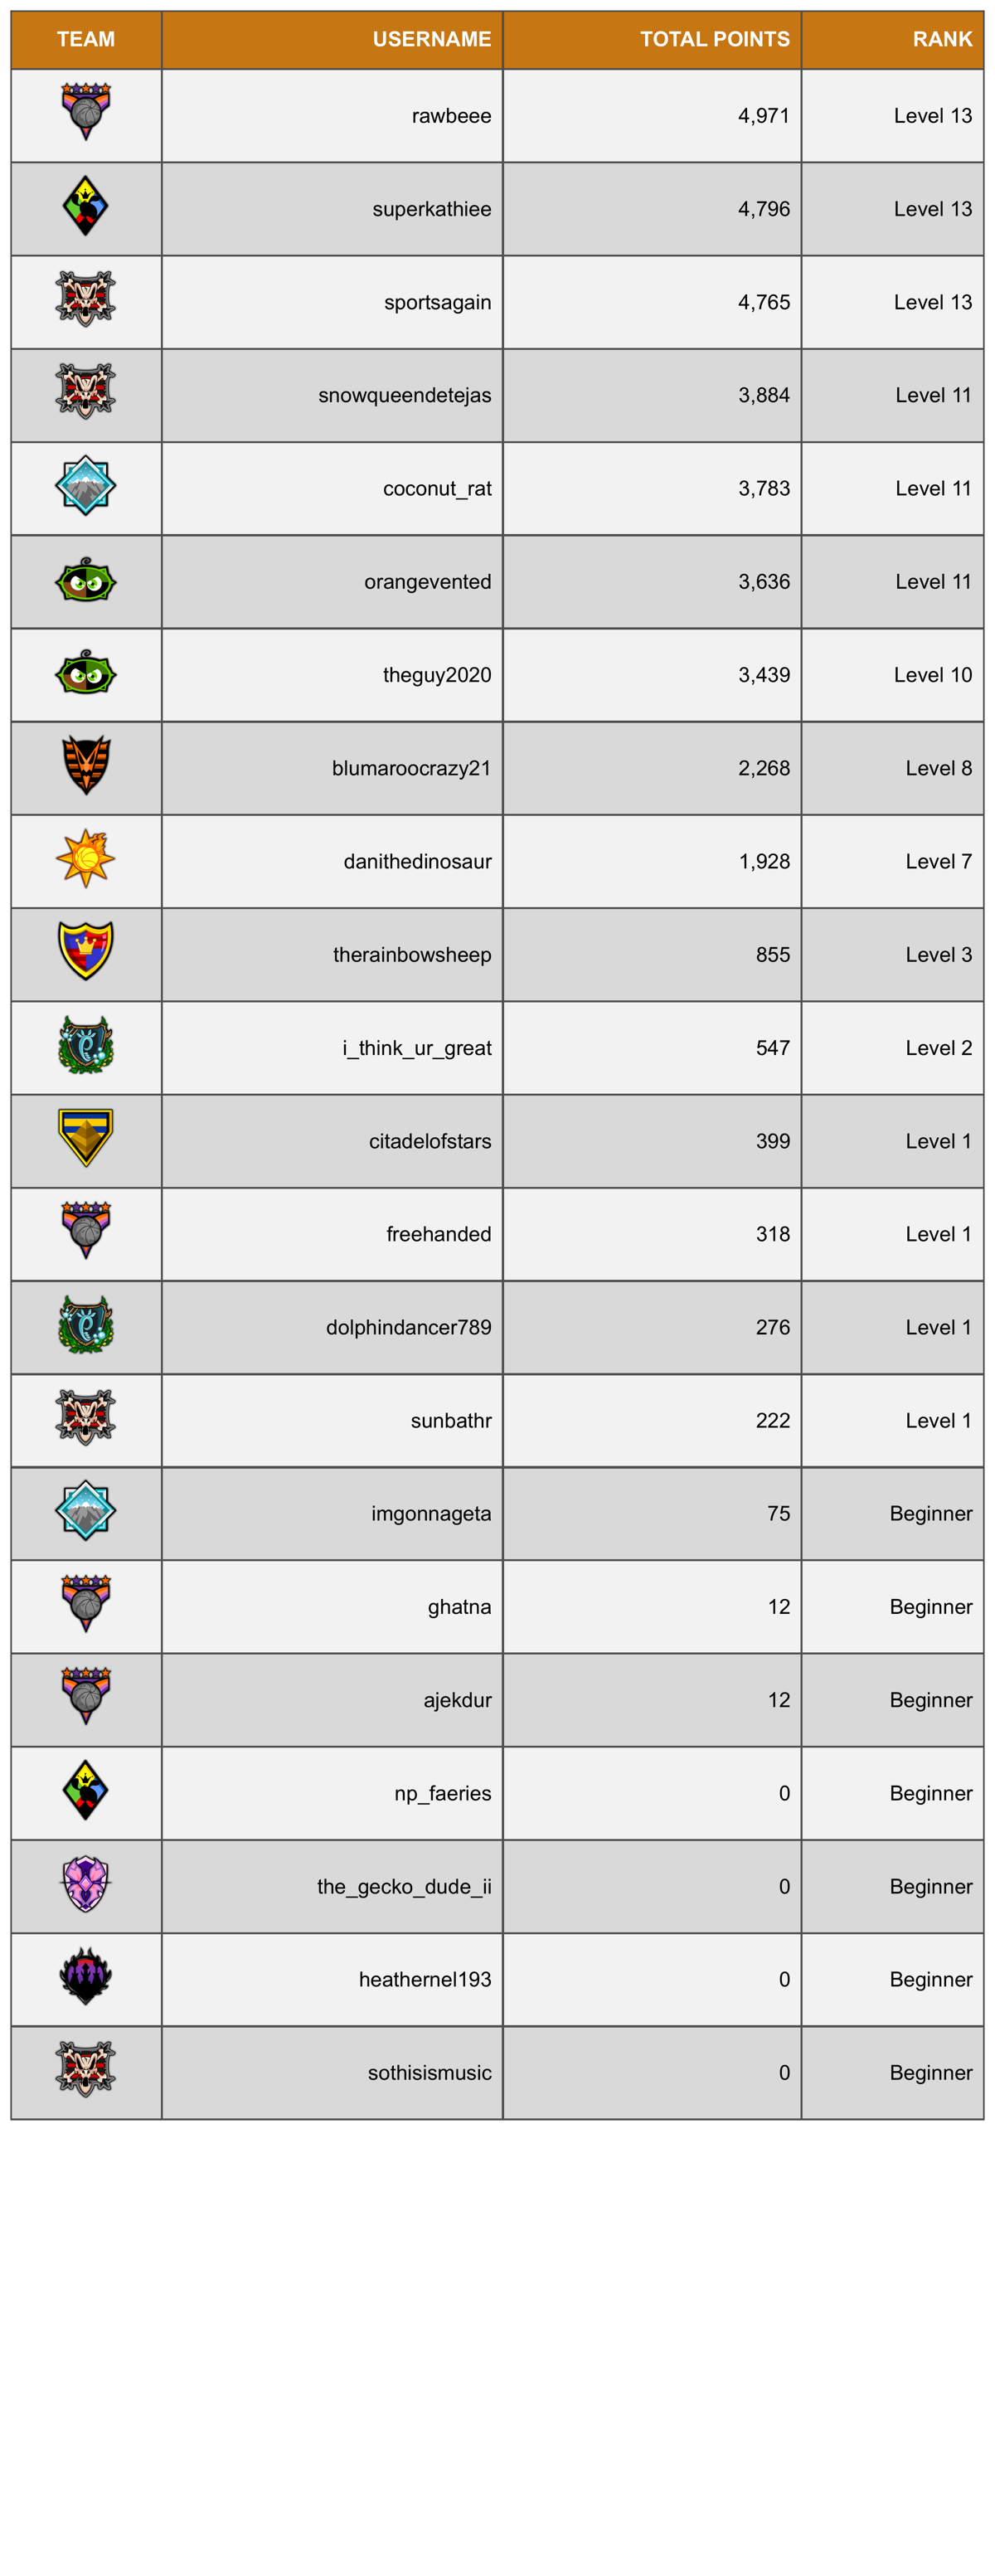 TEAM USERNAME TOTAL POINTS RANK
rawbeee 4,971 Level 13
superkathiee 4,796 Level 13
sportsagain 4,765 Level 13
snowqueendetejas 3,884 Level 11
coconut_rat 3,783 Level 11
orangevented 3,636 Level 11
theguy2020 3,439 Level 10
blumaroocrazy21 2,268 Level 8
danithedinosaur 1,928 Level 7
therainbowsheep 855 Level 3
i_think_ur_great 547 Level 2
citadelofstars 399 Level 1
freehanded 318 Level 1
dolphindancer789 276 Level 1
sunbathr 222 Level 1
imgonnageta 75 Beginner
ghatna 12 Beginner
ajekdur 12 Beginner
np_faeries 0 Beginner
the_gecko_dude_ii 0 Beginner
heathernel193 0 Beginner
sothisismusic 0 Beginner